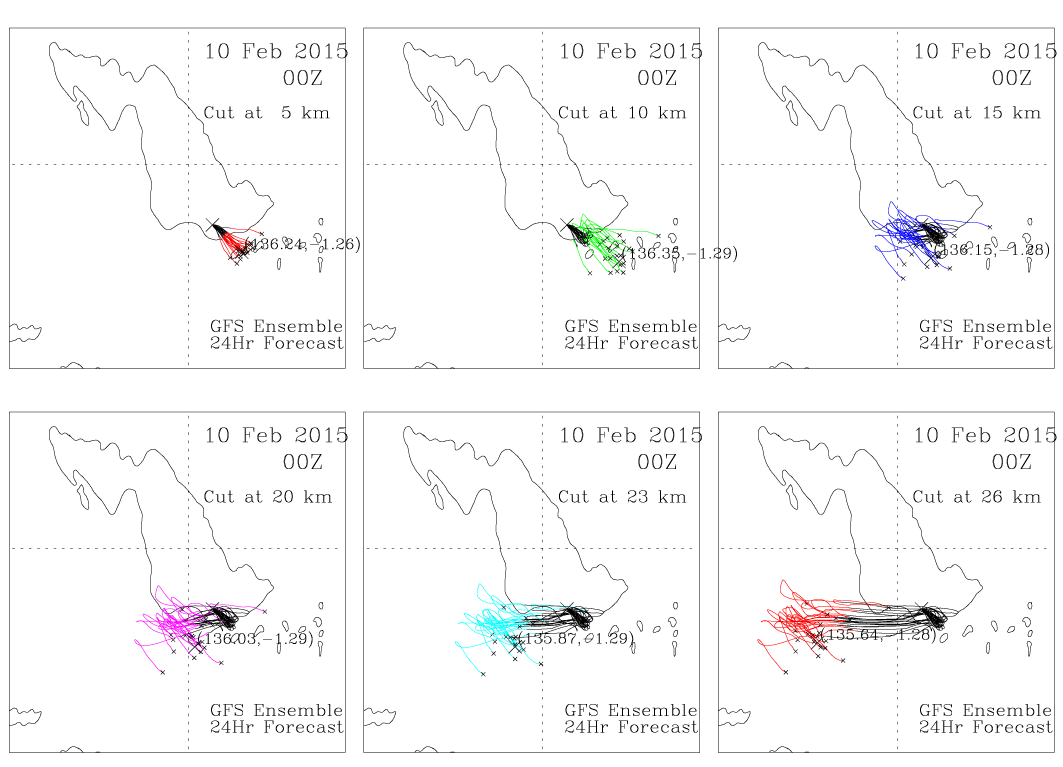 10 Feb 2015
00Z
Cut at  5 km
(136.24,−1.26)
GFS Ensemble
24Hr Forecast
10 Feb 2015
00Z
Cut at 10 km
(136.35,−1.29)
GFS Ensemble
24Hr Forecast
10 Feb 2015
00Z
Cut at 15 km
(136.15,−1.28)
GFS Ensemble
24Hr Forecast
10 Feb 2015
00Z
Cut at 20 km
(136.03,−1.29)
GFS Ensemble
24Hr Forecast
10 Feb 2015
00Z
Cut at 23 km
(135.87,−1.29)
GFS Ensemble
24Hr Forecast
10 Feb 2015
00Z
Cut at 26 km
(135.64,−1.28)
GFS Ensemble
24Hr Forecast